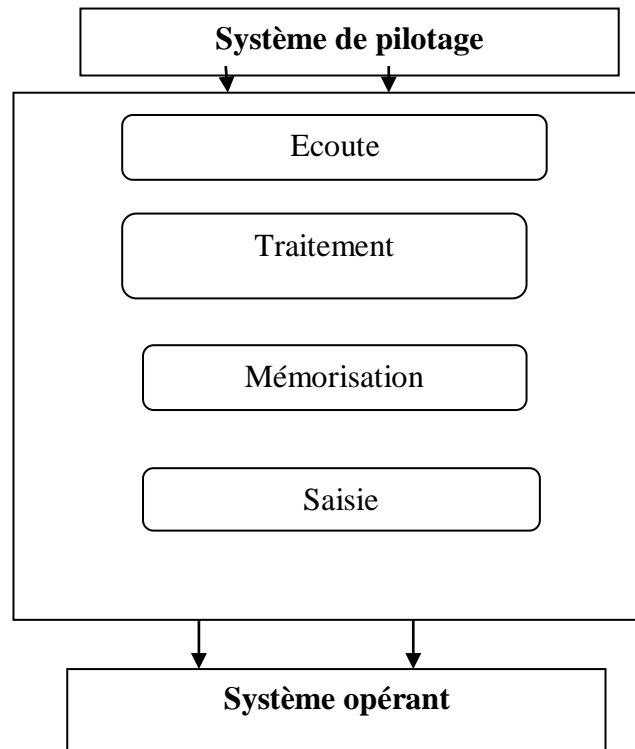 Système de pilotage
Ecoute
Traitement
Mémorisation
Saisie
Système opérant